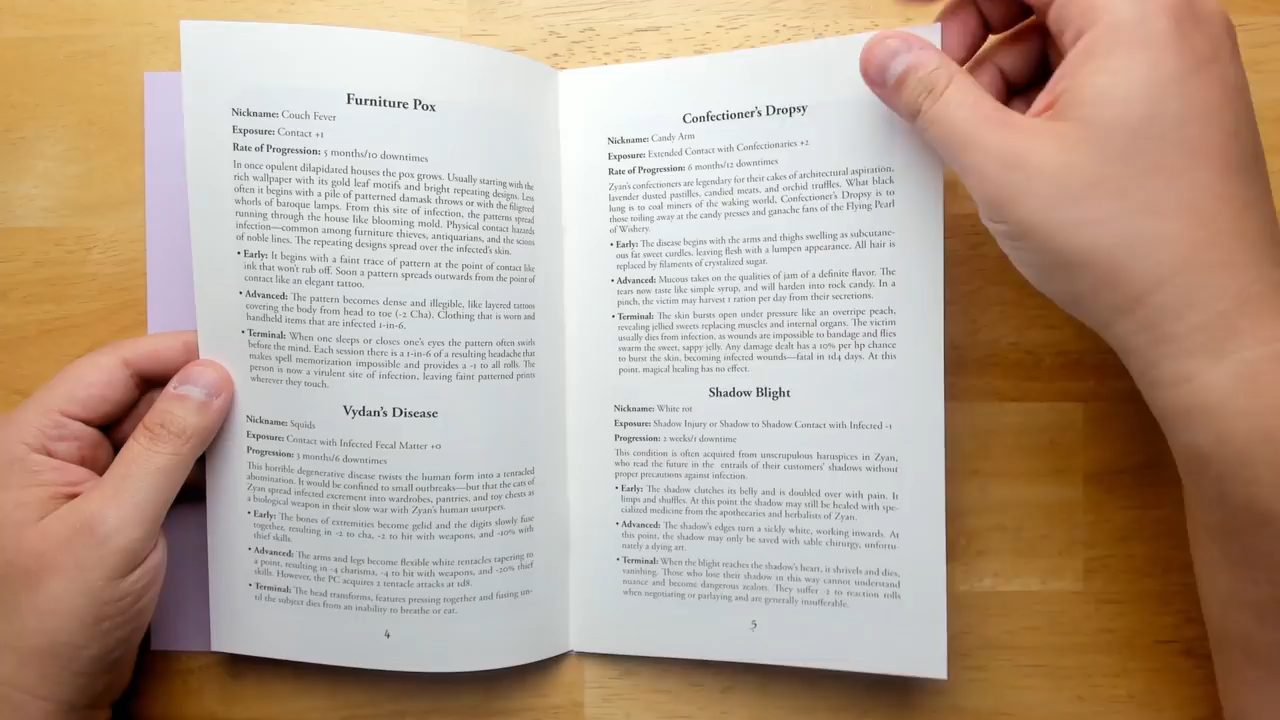 Furniture Pox
Nickname: Couch Fever
Exposure: Contact +1
Rate of Progression: 5 months/10 downtimes
In once opulent dilapidated houses the pox grows. Usually starting with the
rich wallpaper with its gold leaf motifs and bright repeating designs. Less
often it begins with a pile of patterned damask throws or with the filigreed
whorls of baroque lamps. From this site of infection, the patterns spread
running through the house like blooming mold. Physical contact hazards
infection—common among furniture thieves, antiquarians, and the scions
of noble lines. The repeating designs spread over the infected's skin.
• Early: It begins with a faint trace of pattern at the point of contact like
ink that won't rub off. Soon a pattern spreads outwards from the point of
contact like an elegant tattoo.
• Advanced: The pattern becomes dense and illegible, like layered tattoos
covering the body from head to toe (-2 Cha). Clothing that is worn and
handheld items that are infected 1-in-6.
• Terminal: When one sleeps or closes one's eyes the pattern often swirls
before the mind. Each session there is a 1-in-6 of a resulting headache that
makes spell memorization impossible and provides a -1 to all rolls. The
person is now a virulent site of infection, leaving faint patterned prints
wherever they touch.
Vydan's Disease
Nickname: Squids
Exposure: Contact with Infected Fecal Matter +0
Progression: 3 months/6 downtimes
This horrible degenerative disease twists the human form into a tentacled
abomination. It would be confined to small outbreaks—but that the cats of
Zyan spread infected excrement into wardrobes, pantries, and toy chests as
a biological weapon in their slow war with Zyan's human usurpers.
• Early: The bones of extremities become gelid and the digits slowly fuse
together, resulting in -2 to cha, -2 to hit with weapons, and -10% with
thief skills.
• Advanced: The arms and legs become flexible white tentacles tapering to
a point, resulting in -4 charisma, -4 to hit with weapons, and -20% thief
skills. However, the PC acquires 2 tentacle attacks at 1d8.
• Terminal: The head transforms, features pressing together and fusing un-
til the subject dies from an inability to breathe or eat.
4
Confectioner's Dropsy
Nickname: Candy Arm
Exposure: Extended Contact with Confectionaries +2
Rate of Progression: 6 months/12 downtimes
Zyan's confectioners are legendary for their cakes of architectural aspiration,
lavender dusted pastilles, candied meats, and orchid truffles. What black
lung is to coal miners of the waking world, Confectioner's Dropsy is to
those toiling away at the candy presses and ganache fans of the Flying Pearl
of Wishery.
• Early: The disease begins with the arms and thighs swelling as subcutane-
ous fat sweet curdles, leaving flesh with a lumpen appearance. All hair is
replaced by filaments of crystalized sugar.
• Advanced: Mucous takes on the qualities of jam of a definite flavor. The
tears now taste like simple syrup, and will harden into rock candy. In a
pinch, the victim may harvest 1 ration per day from their secretions.
• Terminal: The skin bursts open under pressure like an overripe peach,
revealing jellied sweets replacing muscles and internal organs. The victim
usually dies from infection, as wounds are impossible to bandage and flies
swarm the sweet, sappy jelly. Any damage dealt has a 10% per hp chance
to burst the skin, becoming infected wounds—fatal in 1d4 days. At this
point, magical healing has no effect.
Shadow Blight
Nickname: White rot
Exposure: Shadow Injury or Shadow to Shadow Contact with Infected -1
Progression: 2 weeks/1 downtime
This condition is often acquired from unscrupulous haruspices in Zyan,
who read the future in the entrails of their customers' shadows without
proper precautions against infection.
• Early: The shadow clutches its belly and is doubled over with pain. It
limps and shuffles. At this point the shadow may still be healed with spe-
cialized medicine from the apothecaries and herbalists of Zyan.
• Advanced: The shadow's edges turn a sickly white, working inwards. At
this point, the shadow may only be saved with sable chirurgy, unfortu-
nately a dying art.
• Terminal: When the blight reaches the shadow's heart, it shrivels and dies,
vanishing. Those who lose their shadow in this way cannot understand
nuance and become dangerous zealots. They suffer -2 to reaction rolls
when negotiating or parlaying and are generally insufferable.
5